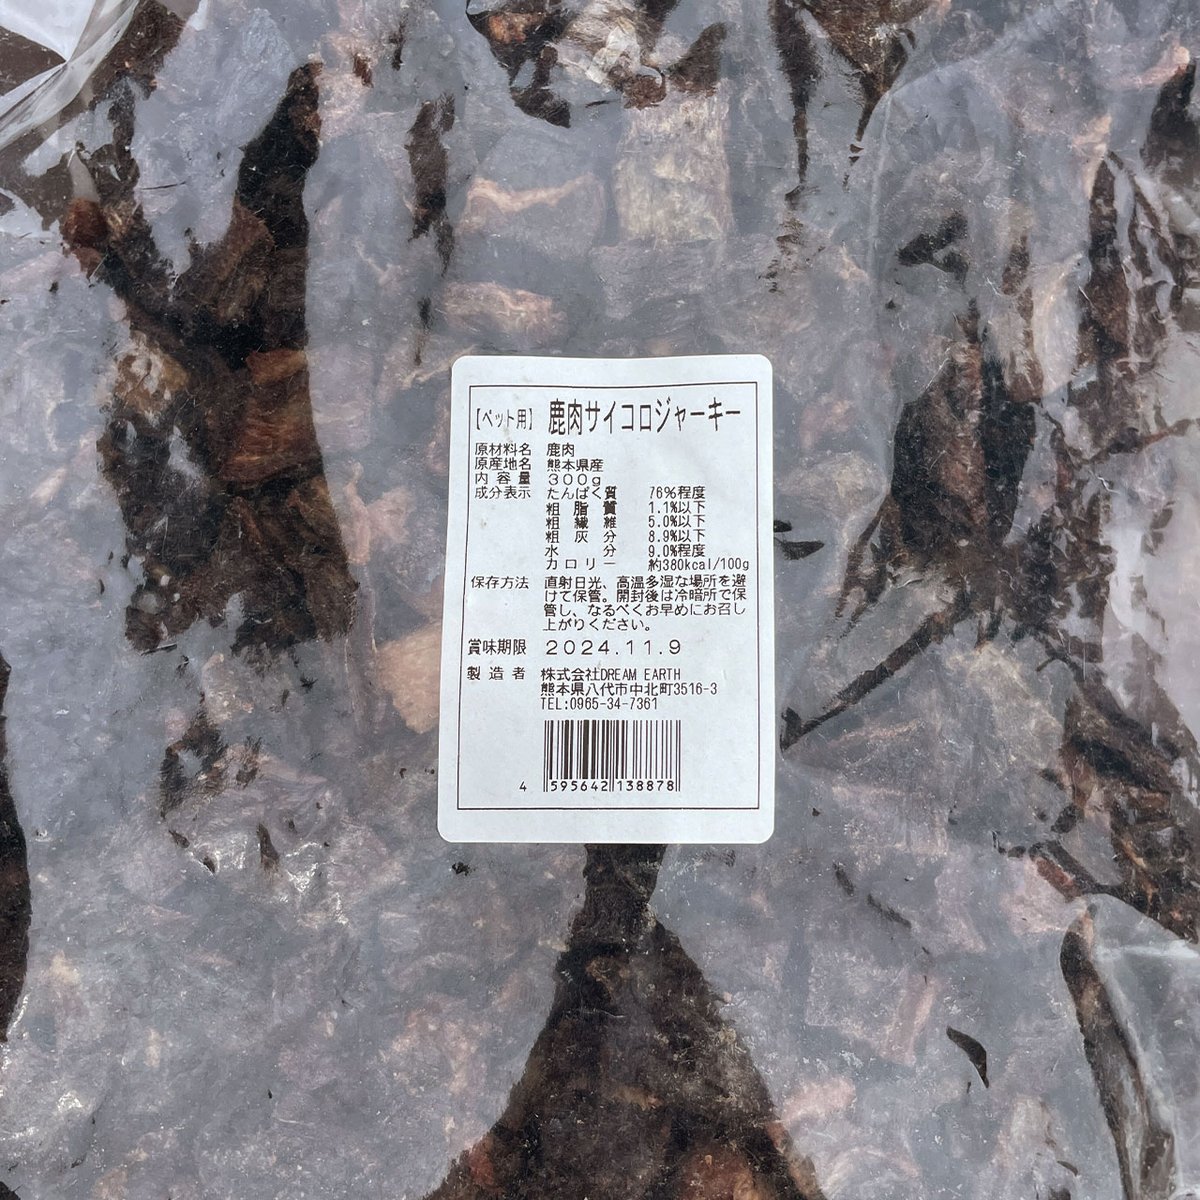 【ペット用】 鹿肉サイコロジャーキー
原材料名 鹿肉
原産地名 熊本県産
内容量 300g
成分表示 たんぱく質 76%程度
粗脂質 1.1%以下
粗繊維 5.0%以下
粗灰分 8.9%以下
水分 9.0%程度
カロリー 約380kcal/100g
保存方法 直射日光、高温多湿な場所を避
けて保管。開封後は冷暗所で保
管し、なるべくお早めにお召し
上がりください。
賞味期限 2024.11.9
製造者 株式会社DREAM EARTH
熊本県八代市中北町3516-3
TEL:0965-34-7361
4 595642 138878